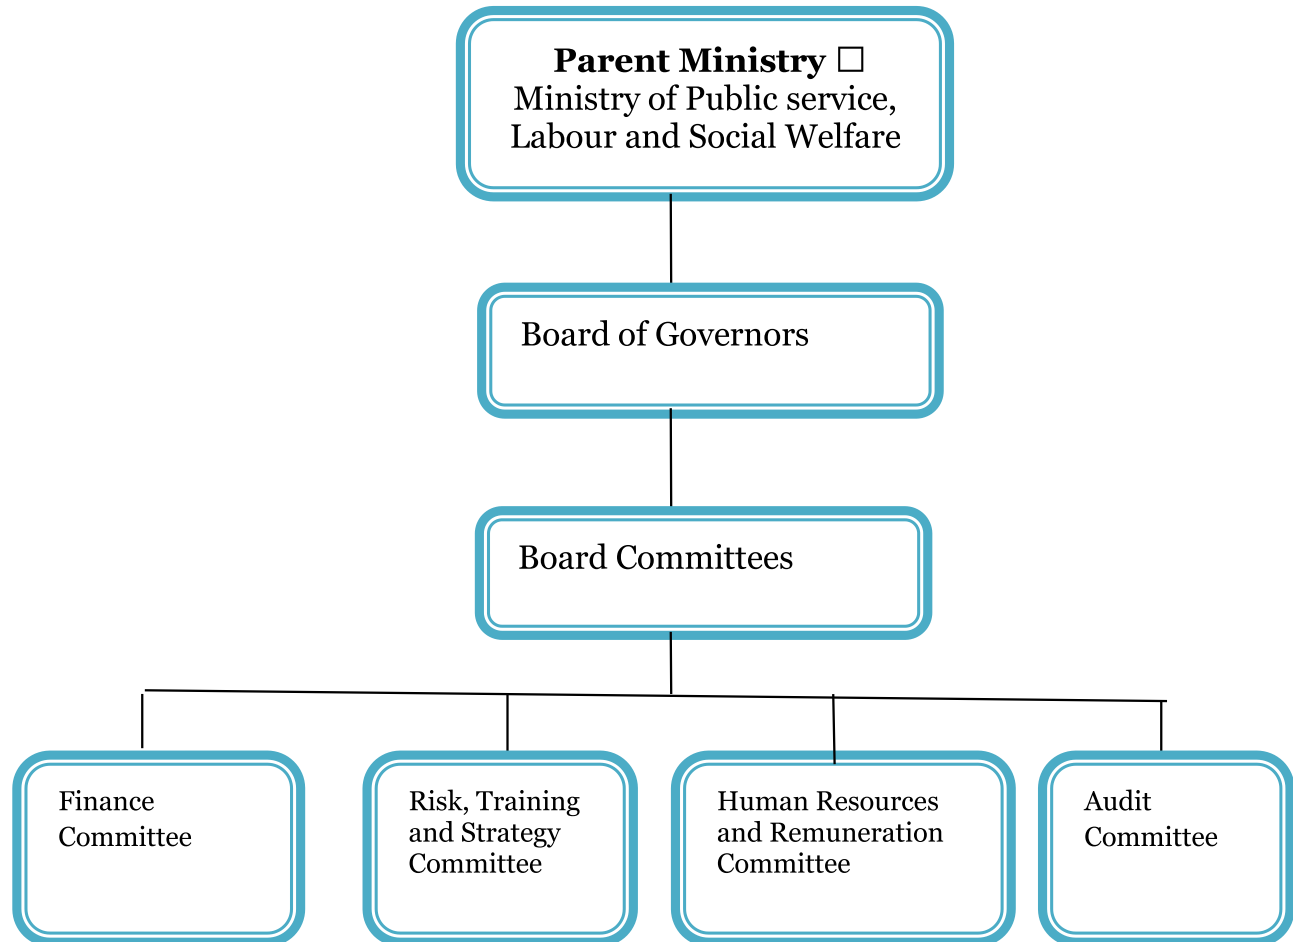 Parent Ministry □
Ministry of Public service,
Labour and Social Welfare
Board of Governors
Board Committees
Finance
Committee
Risk, Training
and Strategy
Committee
Human Resources
and Remuneration
Committee
Audit
Committee